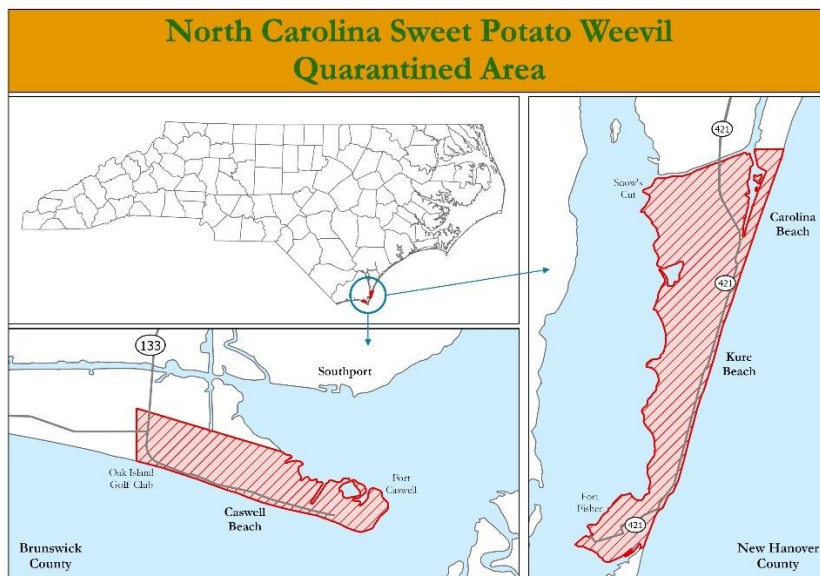 North Carolina Sweet Potato Weevil
Quarantined Area
421
Snow's
Cut
Carolina
Beach
421
Kure
Beach
Fort
Fisher
421
New Hanover
County
133
Southport
Oak Island
Golf Club
Fort
Caswell
Caswell
Beach
Brunswick
County